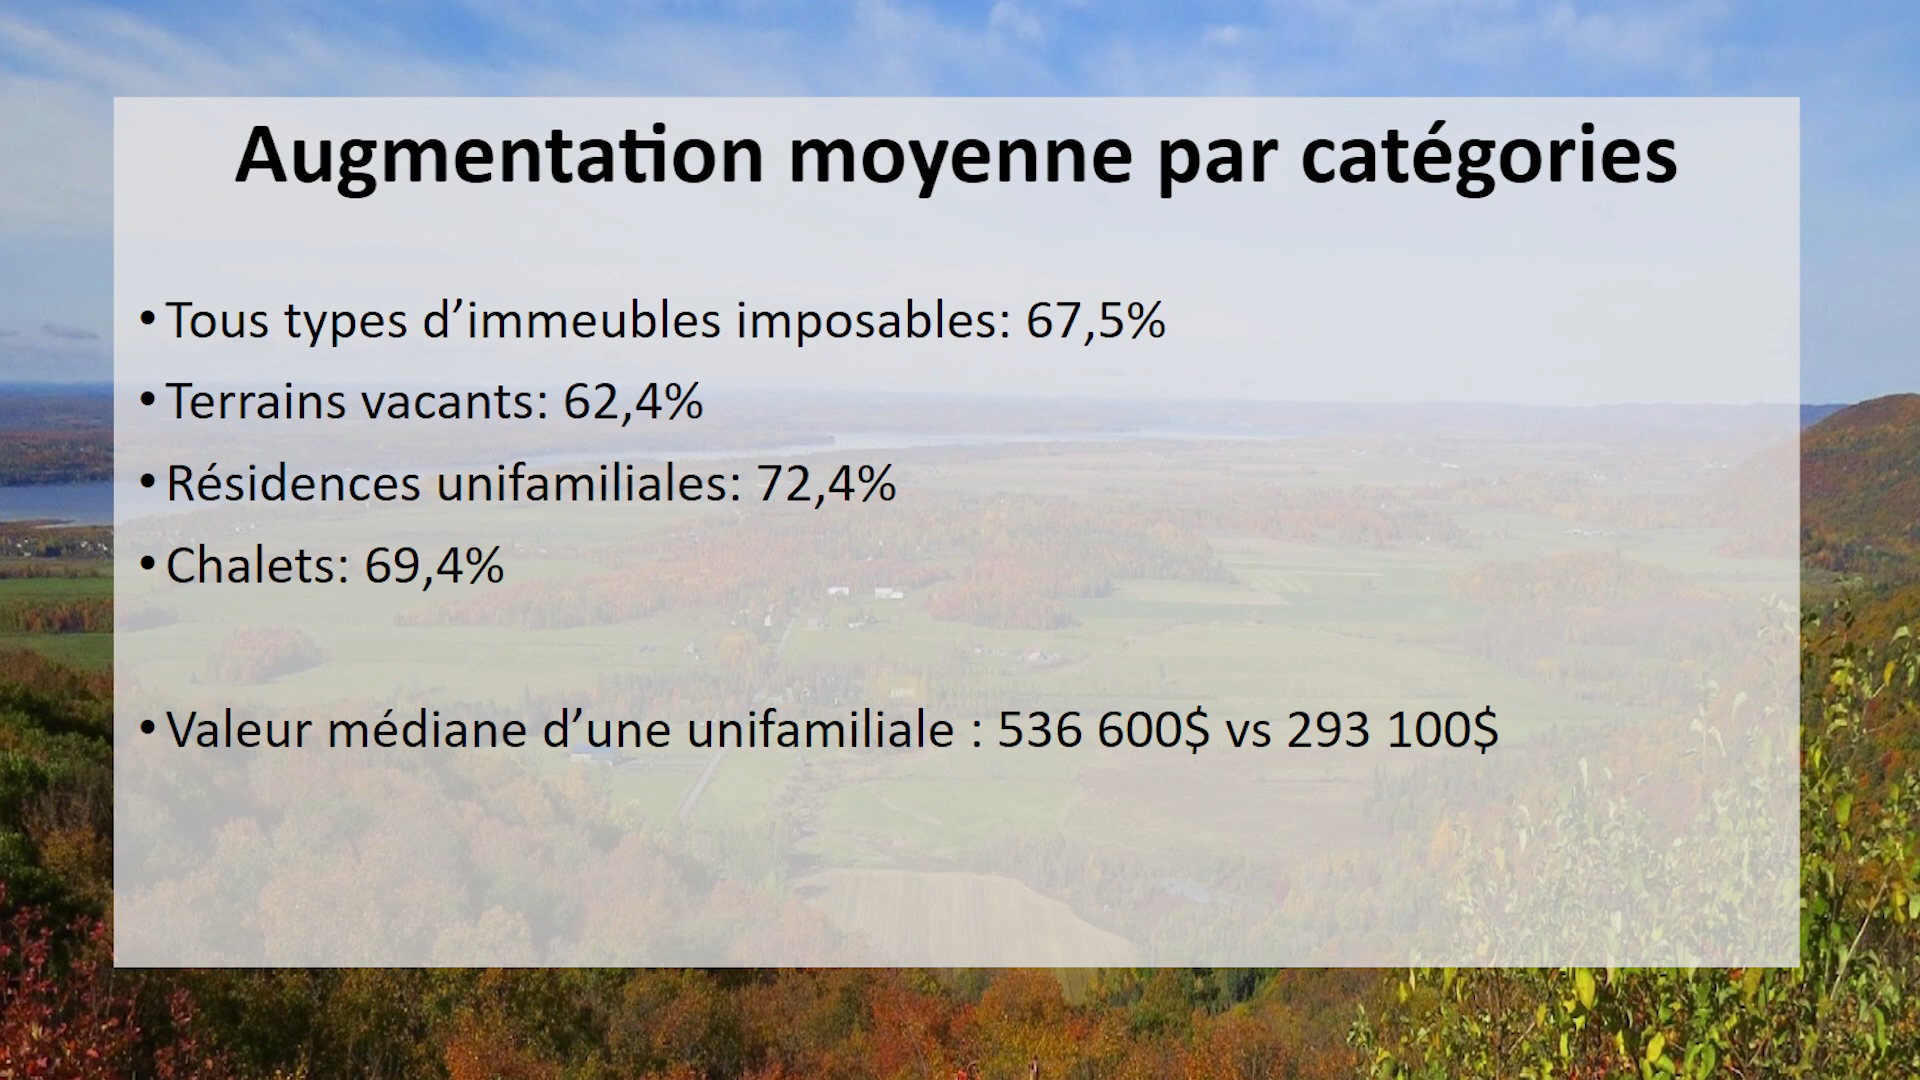 Augmentation moyenne par catégories
• Tous types d’immeubles imposables: 67,5%
• Terrains vacants: 62,4%
• Résidences unifamiliales: 72,4%
• Chalets: 69,4%
• Valeur médiane d’une unifamiliale : 536 600$ vs 293 100$